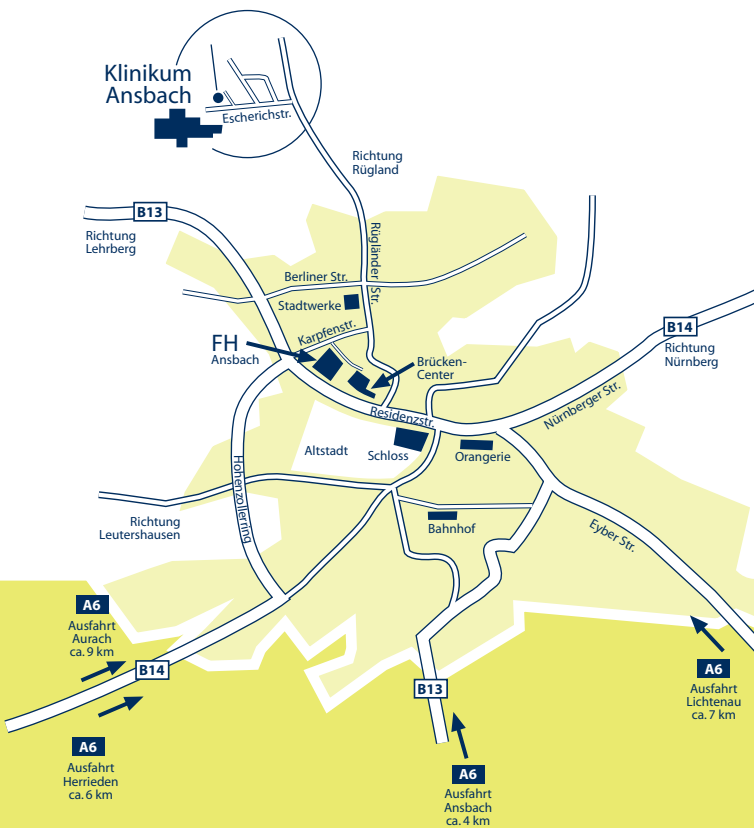 Klinikum
Ansbach
Escherichstr.
Richtung
Rügland
B13
Richtung
Lehrberg
Rügländer Str.
Berliner Str.
Stadtwerke
Karpfenstr.
FH
Ansbach
Brücken-
Center
B14
Richtung
Nürnberg
Nürnberger Str.
Residenzstr.
Altstadt
Schloss
Orangerie
Hohenzollerring
Richtung
Leutershausen
Bahnhof
Eyber Str.
A6
Ausfahrt
Aurach
ca. 9 km
B14
A6
Ausfahrt
Herrieden
ca. 6 km
B13
A6
Ausfahrt
Ansbach
ca. 4 km
A6
Ausfahrt
Lichtenau
ca. 7 km